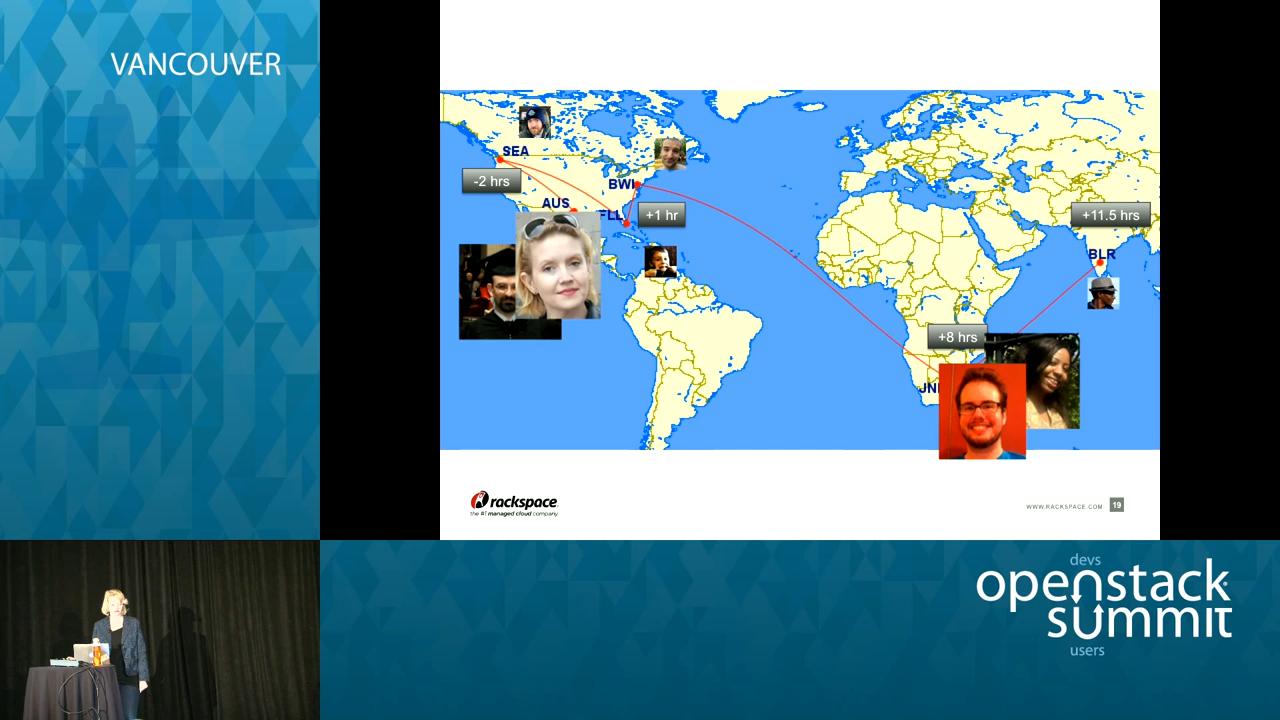 VANCOUVER
SEA
-2 hrs
BWI
AUS
FLL
+1 hr
+11.5 hrs
BLR
+8 hrs
JN
rackspace
the #1 managed cloud company
WWW.RACKSPACE.COM 19
devs
openstack
summit
users